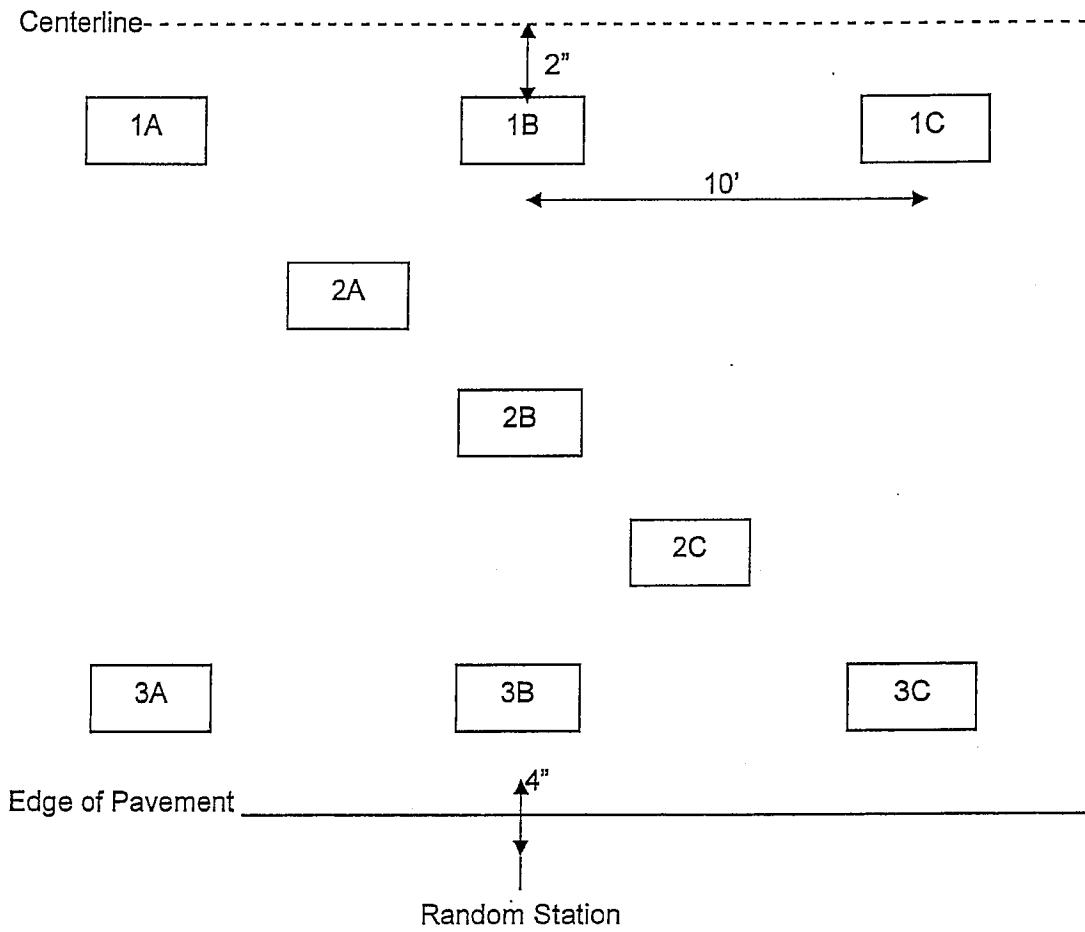 Centerline
2"
1A
1B
1C
10'
2A
2B
2C
3A
3B
3C
4"
Edge of Pavement
Random Station